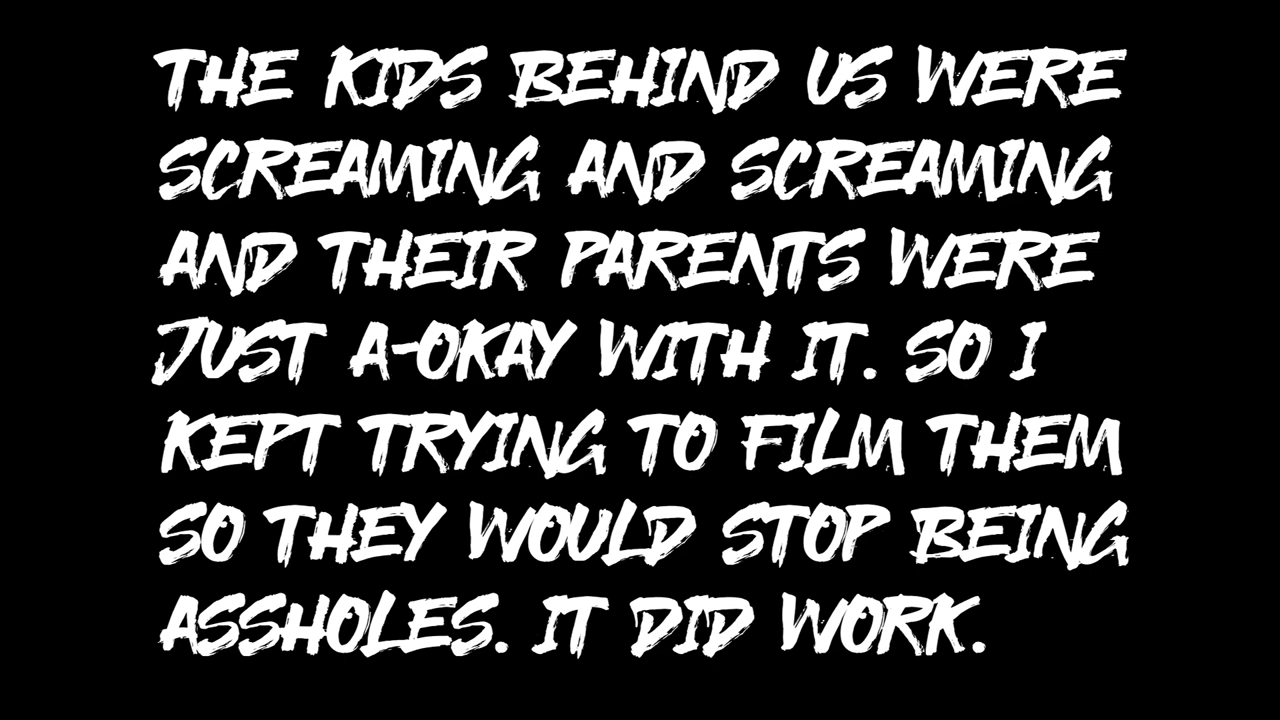 THE KIDS BEHIND US WERE
SCREAMING AND SCREAMING
AND THEIR PARENTS WERE
JUST A-OKAY WITH IT. SO I
KEPT TRYING TO FILM THEM
SO THEY WOULD STOP BEING
ASSHOLES. IT DID WORK.